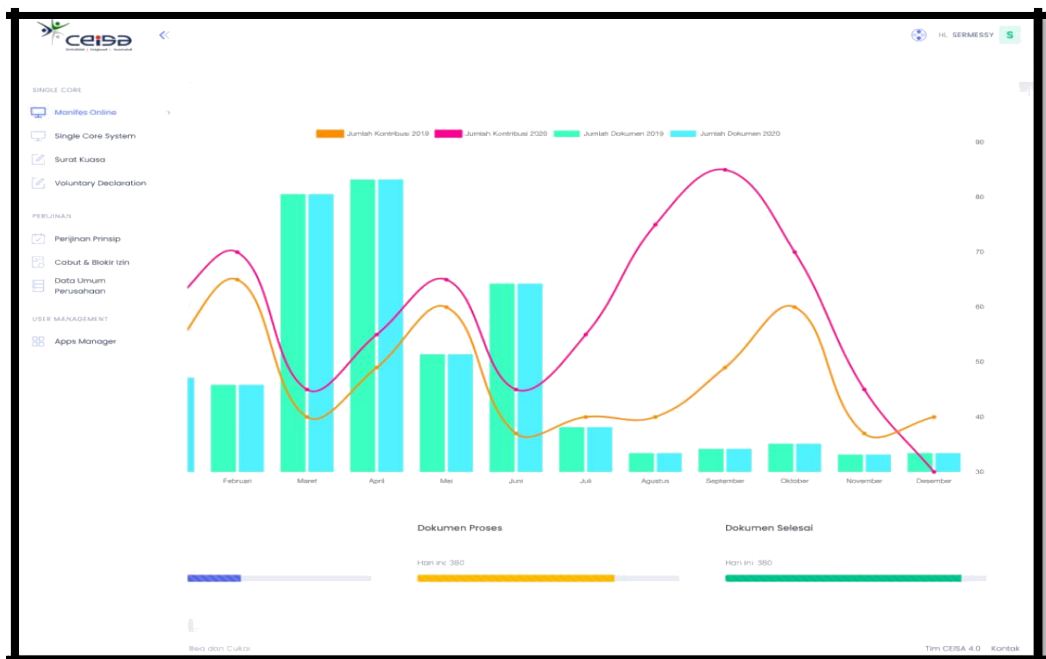 CEISA
HI, SERMESSY S
SINGLE CORE
Manifes Online
Single Core System
Surat Kuasa
Voluntary Declaration
PERIJINAN
Perijinan Prinsip
Cabut & Blokir Izin
Data Umum
Perusahaan
USER MANAGEMENT
Apps Manager
Jumlah Kontribusi 2019 Jumlah Kontribusi 2020 Jumlah Dokumen 2019 Jumlah Dokumen 2020
90
80
70
60
50
40
30
Februari Maret April Mei Juni Juli Agustus September Oktober November Desember
Dokumen Proses Dokumen Selesai
Hari ini: 380 Hari ini: 380
Bea dan Cukai Tim CEISA 4.0 Kontak